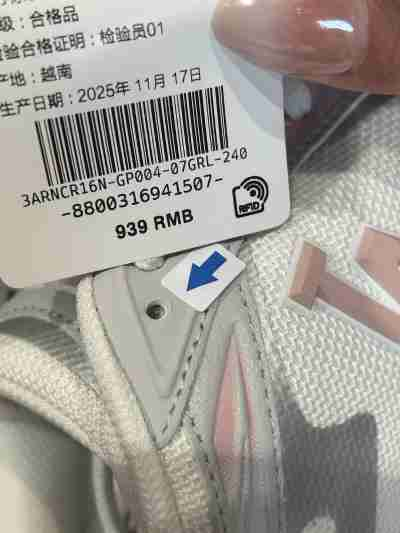 级: 合格品
检验合格证明: 检验员01
产地: 越南
生产日期: 2025年 11月 17日
3ARNCR16N-GP004-07GRL-240
-8800316941507-
939 RMB
RFID